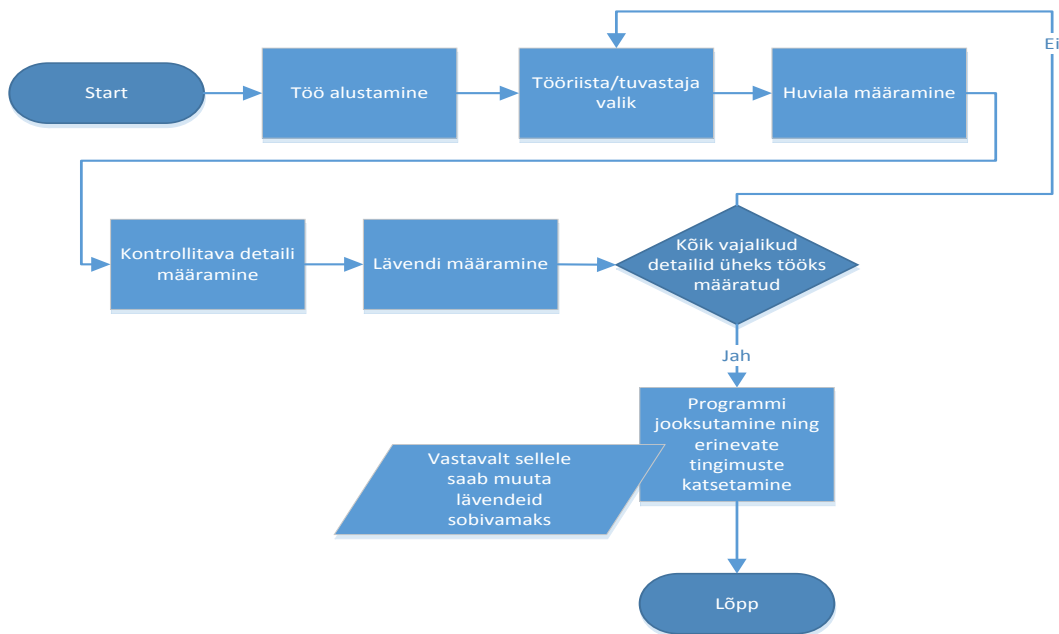 Start
Töö alustamine
Tööriista/tuvastaja
valik
Huviala määramine
Ei
Kontrollitava detaili
määramine
Lävendi määramine
Kõik vajalikud
detailid üheks tööks
määratud
Jah
Programmi
jooksutamine ning
erinevate
tingimuste
katsetamine
Vastavalt sellele
saab muuta
lävendeid
sobivamaks
Lõpp